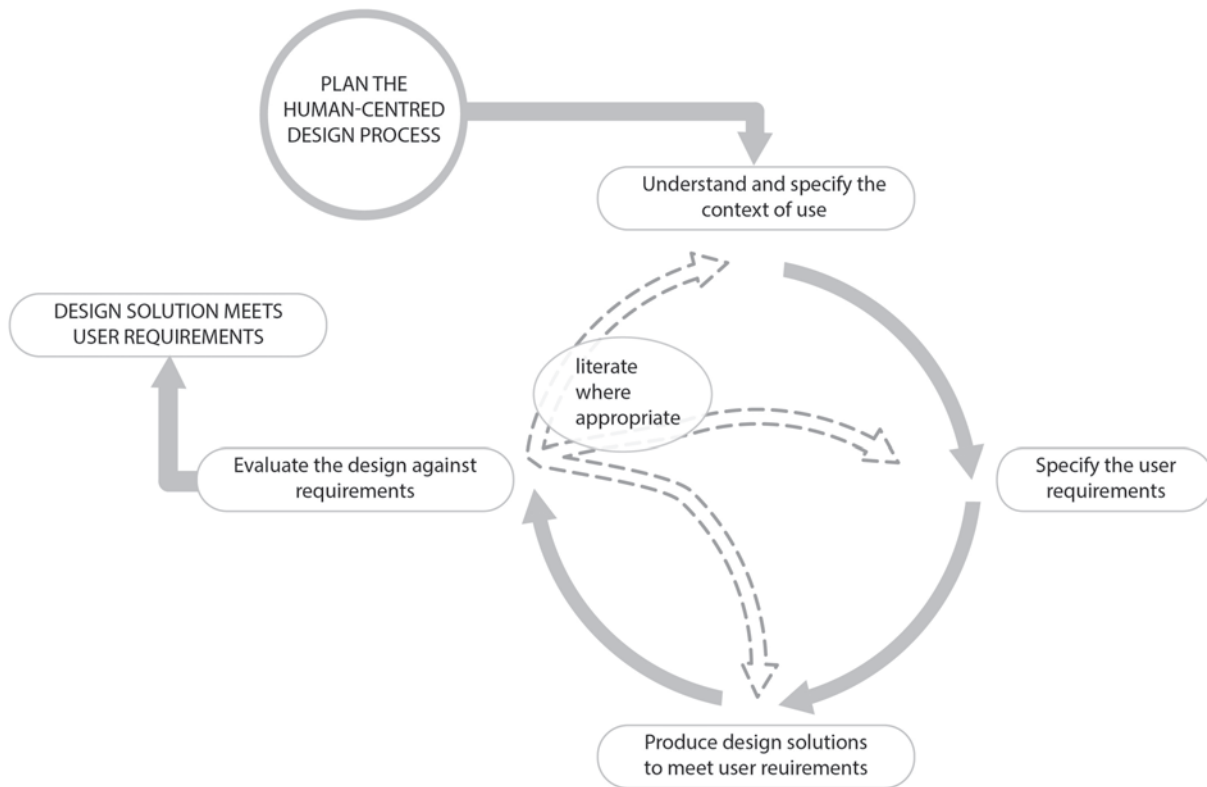 PLAN THE
HUMAN-CENTRED
DESIGN PROCESS
Understand and specify the
context of use
DESIGN SOLUTION MEETS
USER REQUIREMENTS
literate
where
appropriate
Evaluate the design against
requirements
Specify the user
requirements
Produce design solutions
to meet user reuirements